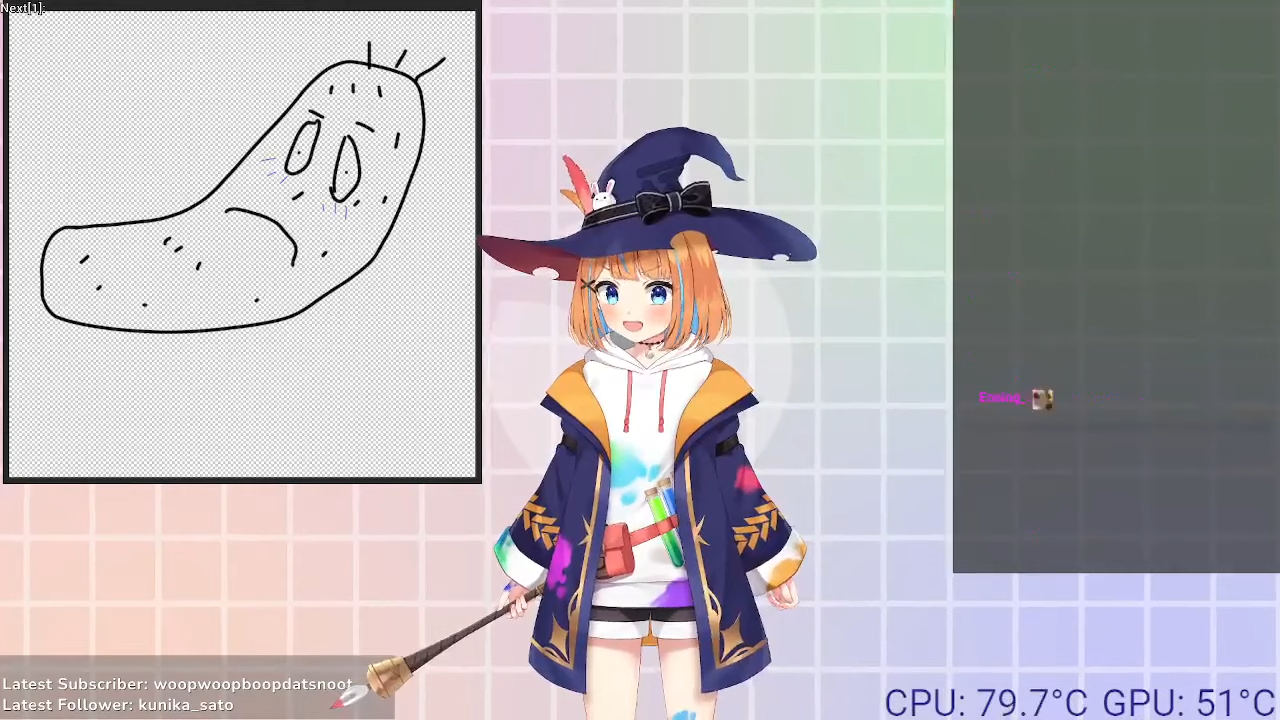 Next[1]:
Latest Subscriber: woopwoopboopdatsnoot
Latest Follower: kunika_sato
CPU: 79.7°C GPU: 51°C